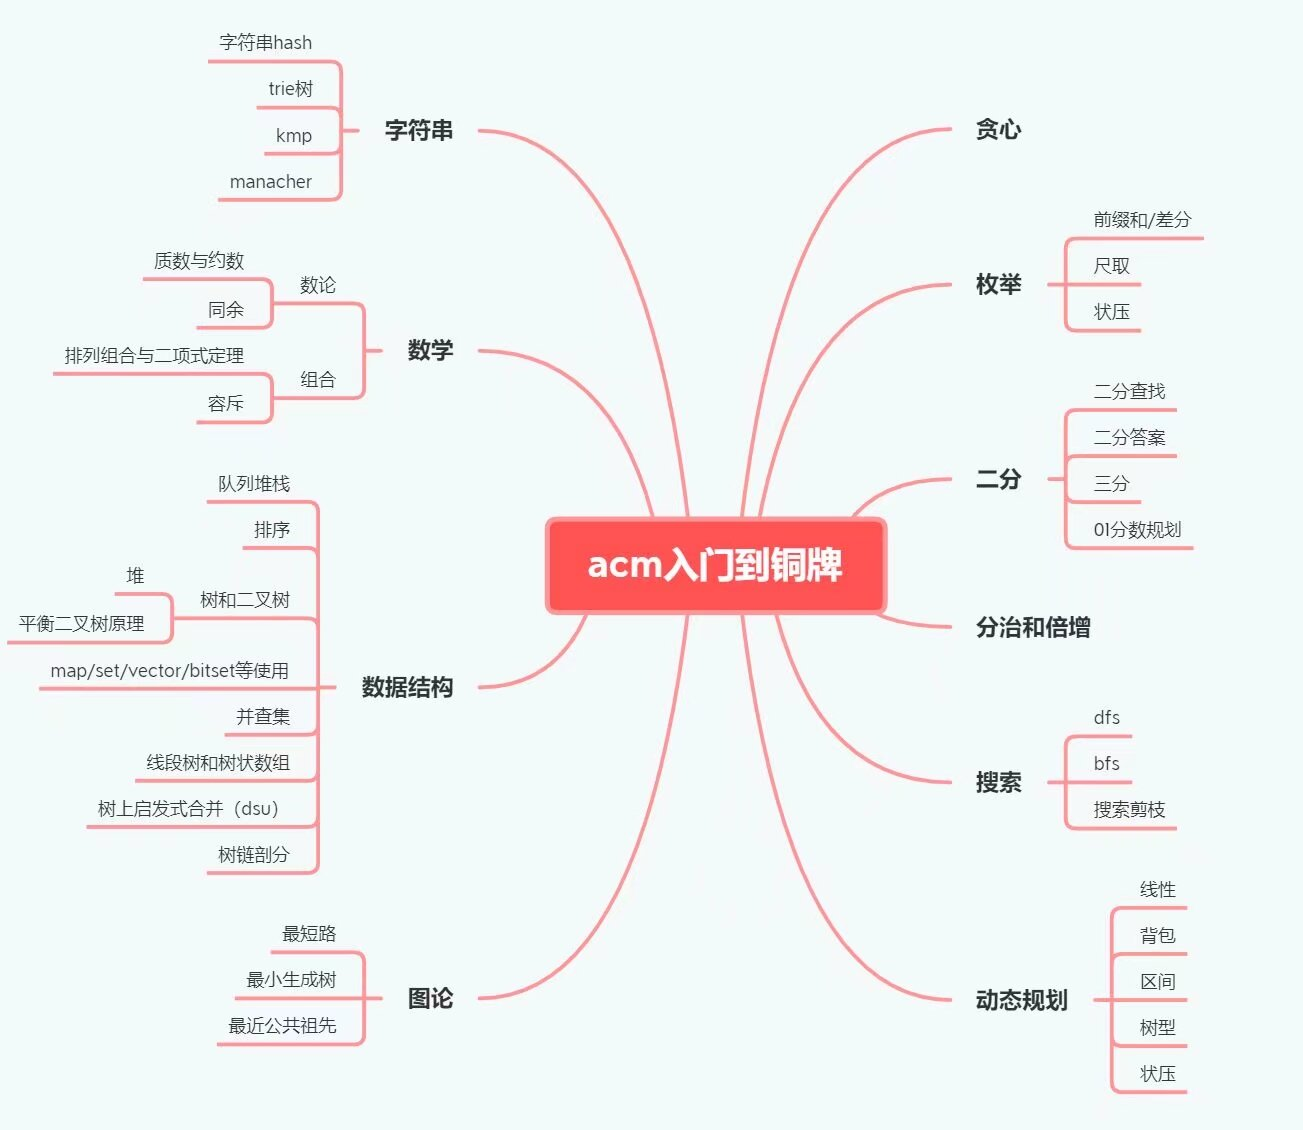 acm入门到铜牌
字符串
字符串hash
trie树
kmp
manacher
数学
数论
质数与约数
同余
组合
排列组合与二项式定理
容斥
数据结构
队列堆栈
排序
树和二叉树
堆
平衡二叉树原理
map/set/vector/bitset等使用
并查集
线段树和树状数组
树上启发式合并（dsu）
树链剖分
图论
最短路
最小生成树
最近公共祖先
贪心
枚举
前缀和/差分
尺取
状压
二分
二分查找
二分答案
三分
01分数规划
分治和倍增
搜索
dfs
bfs
搜索剪枝
动态规划
线性
背包
区间
树型
状压